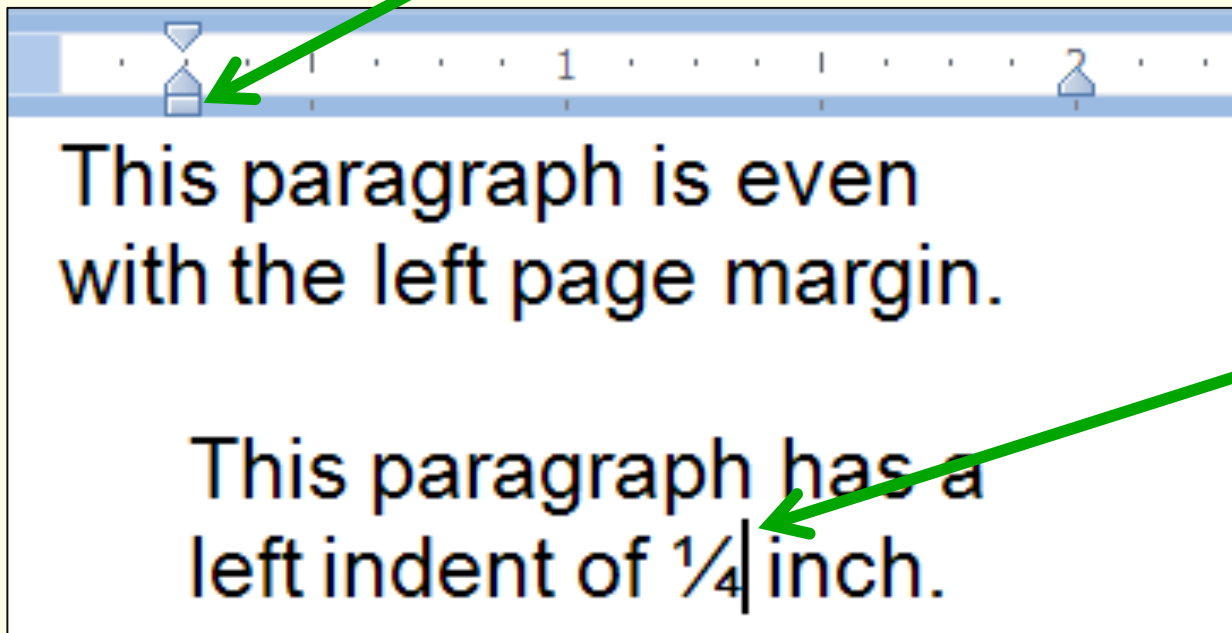 1 2
This paragraph is even
with the left page margin.
This paragraph has a
left indent of ¼ inch.